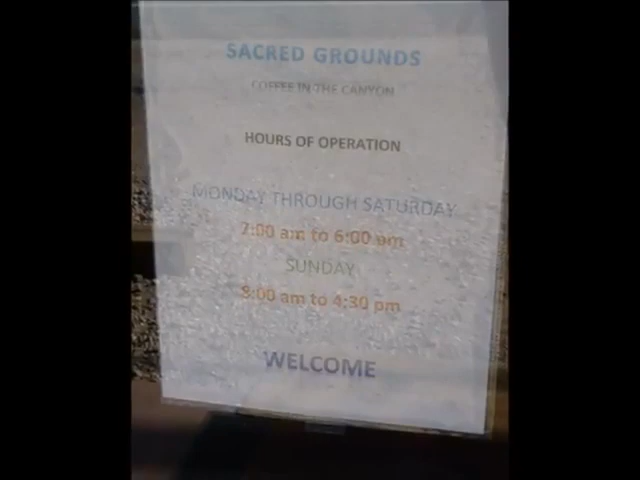 SACRED GROUNDS
COFFEE IN THE CANYON
HOURS OF OPERATION
MONDAY THROUGH SATURDAY
7:00 am to 6:00 pm
SUNDAY
8:00 am to 4:30 pm
WELCOME